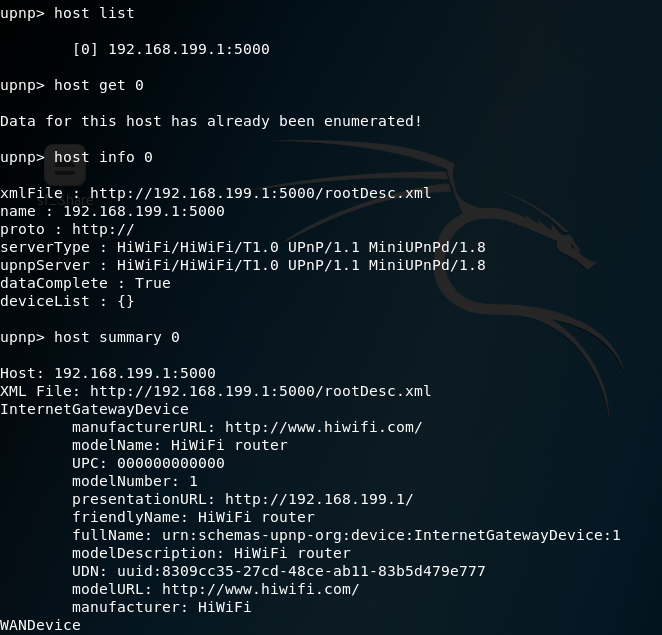 upnp> host list
[0] 192.168.199.1:5000
upnp> host get 0
Data for this host has already been enumerated!
upnp> host info 0
xmlFile : http://192.168.199.1:5000/rootDesc.xml
name : 192.168.199.1:5000
proto : http://
serverType : HiWiFi/HiWiFi/T1.0 UPnP/1.1 MiniUPnPd/1.8
upnpServer : HiWiFi/HiWiFi/T1.0 UPnP/1.1 MiniUPnPd/1.8
dataComplete : True
deviceList : {}
upnp> host summary 0
Host: 192.168.199.1:5000
XML File: http://192.168.199.1:5000/rootDesc.xml
InternetGatewayDevice
manufacturerURL: http://www.hiwifi.com/
modelName: HiWiFi router
UPC: 000000000000
modelNumber: 1
presentationURL: http://192.168.199.1/
friendlyName: HiWiFi router
fullName: urn:schemas-upnp-org:device:InternetGatewayDevice:1
modelDescription: HiWiFi router
UDN: uuid:8309cc35-27cd-48ce-ab11-83b5d479e777
modelURL: http://www.hiwifi.com/
manufacturer: HiWiFi
WANDevice